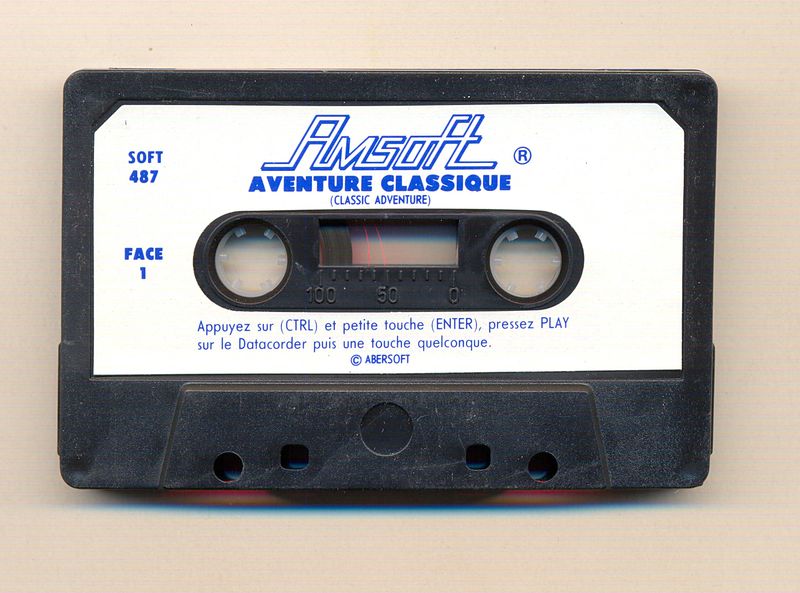 Amsoft ®
SOFT
487
AVENTURE CLASSIQUE
(CLASSIC ADVENTURE)
FACE
1
100 50 0
Appuyez sur (CTRL) et petite touche (ENTER), pressez PLAY
sur le Datacorder puis une touche quelconque.
© ABERSOFT